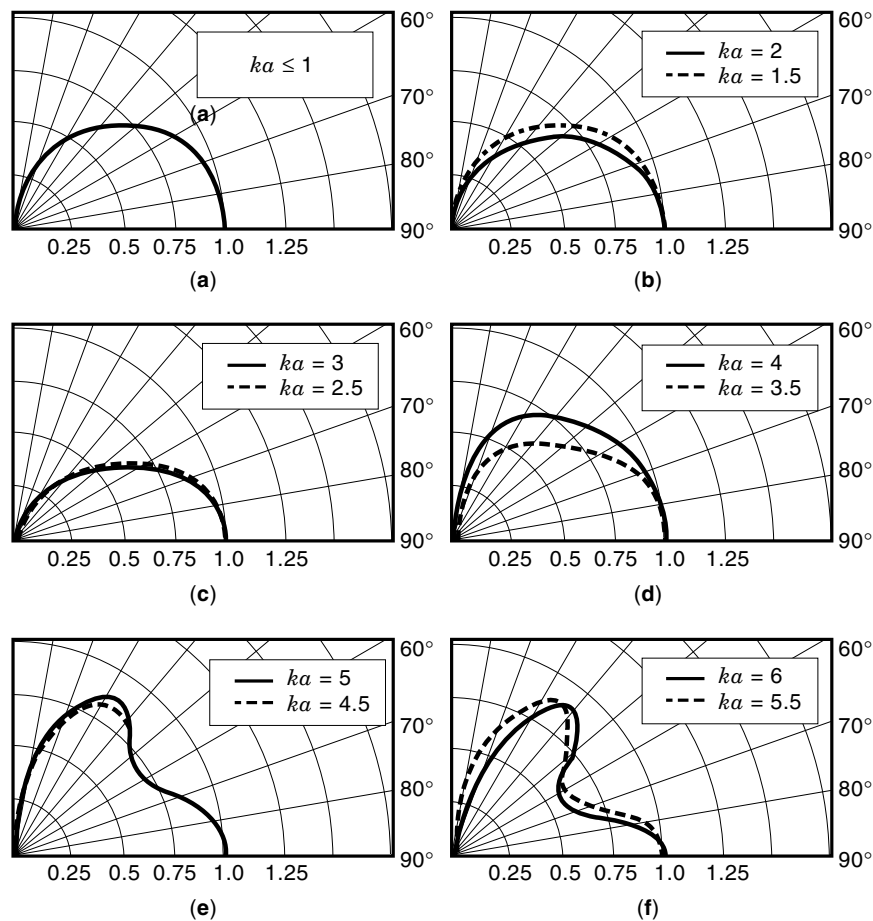 60°
ka ≤ 1
(a)
70°
80°
90°
0.25 0.5 0.75 1.0 1.25
(a)
60°
ka = 2
ka = 1.5
70°
80°
90°
0.25 0.5 0.75 1.0 1.25
(b)
60°
ka = 3
ka = 2.5
70°
80°
90°
0.25 0.5 0.75 1.0 1.25
(c)
60°
ka = 4
ka = 3.5
70°
80°
90°
0.25 0.5 0.75 1.0 1.25
(d)
60°
ka = 5
ka = 4.5
70°
80°
90°
0.25 0.5 0.75 1.0 1.25
(e)
60°
ka = 6
ka = 5.5
70°
80°
90°
0.25 0.5 0.75 1.0 1.25
(f)